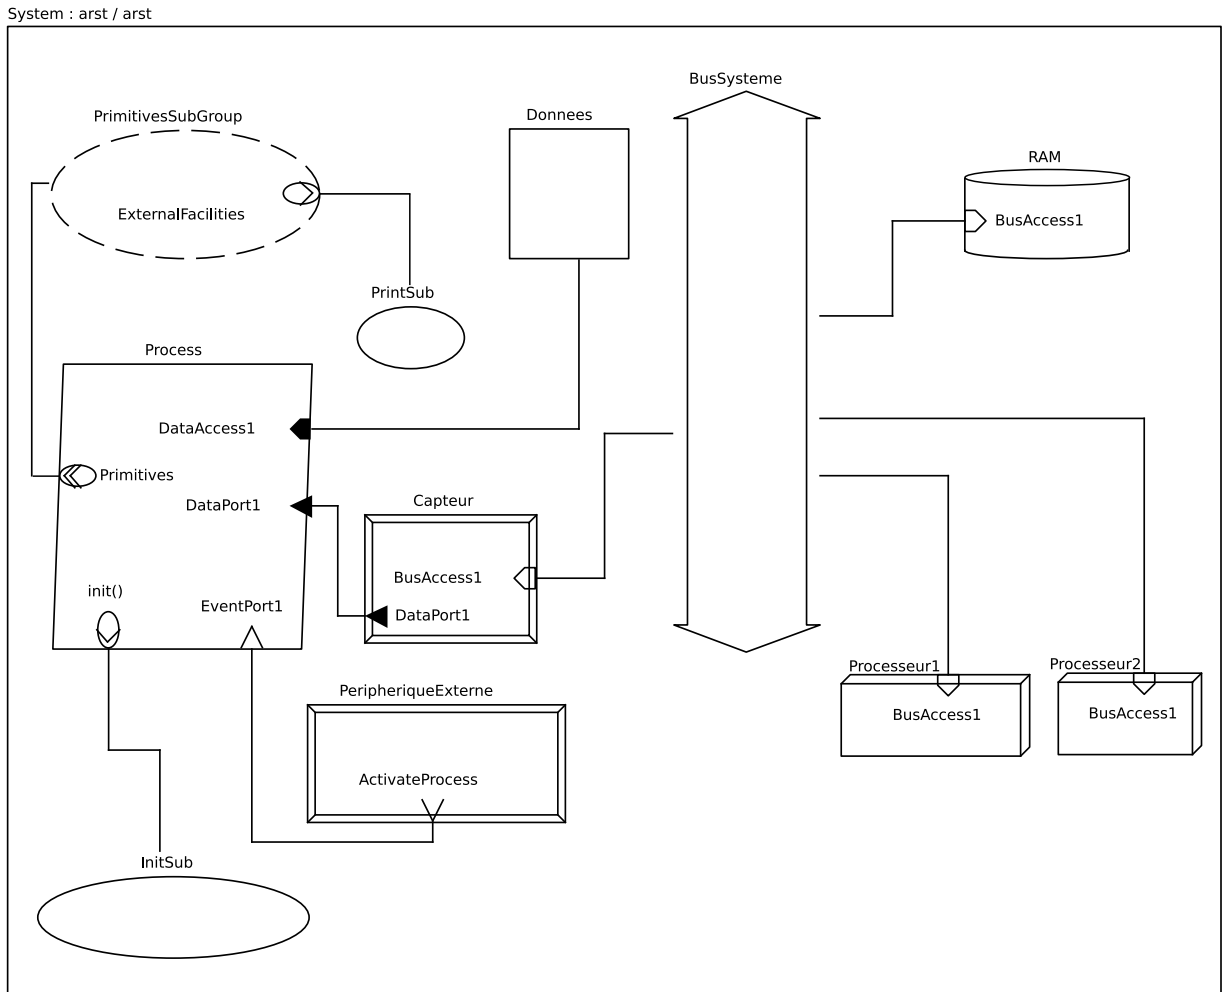 System : arst / arst
BusSysteme
PrimitivesSubGroup
Donnees
RAM
ExternalFacilities
BusAccess1
PrintSub
Process
DataAccess1
Primitives
DataPort1
Capteur
BusAccess1
init()
EventPort1
DataPort1
Processeur1
Processeur2
PeripheriqueExterne
BusAccess1
BusAccess1
ActivateProcess
InitSub